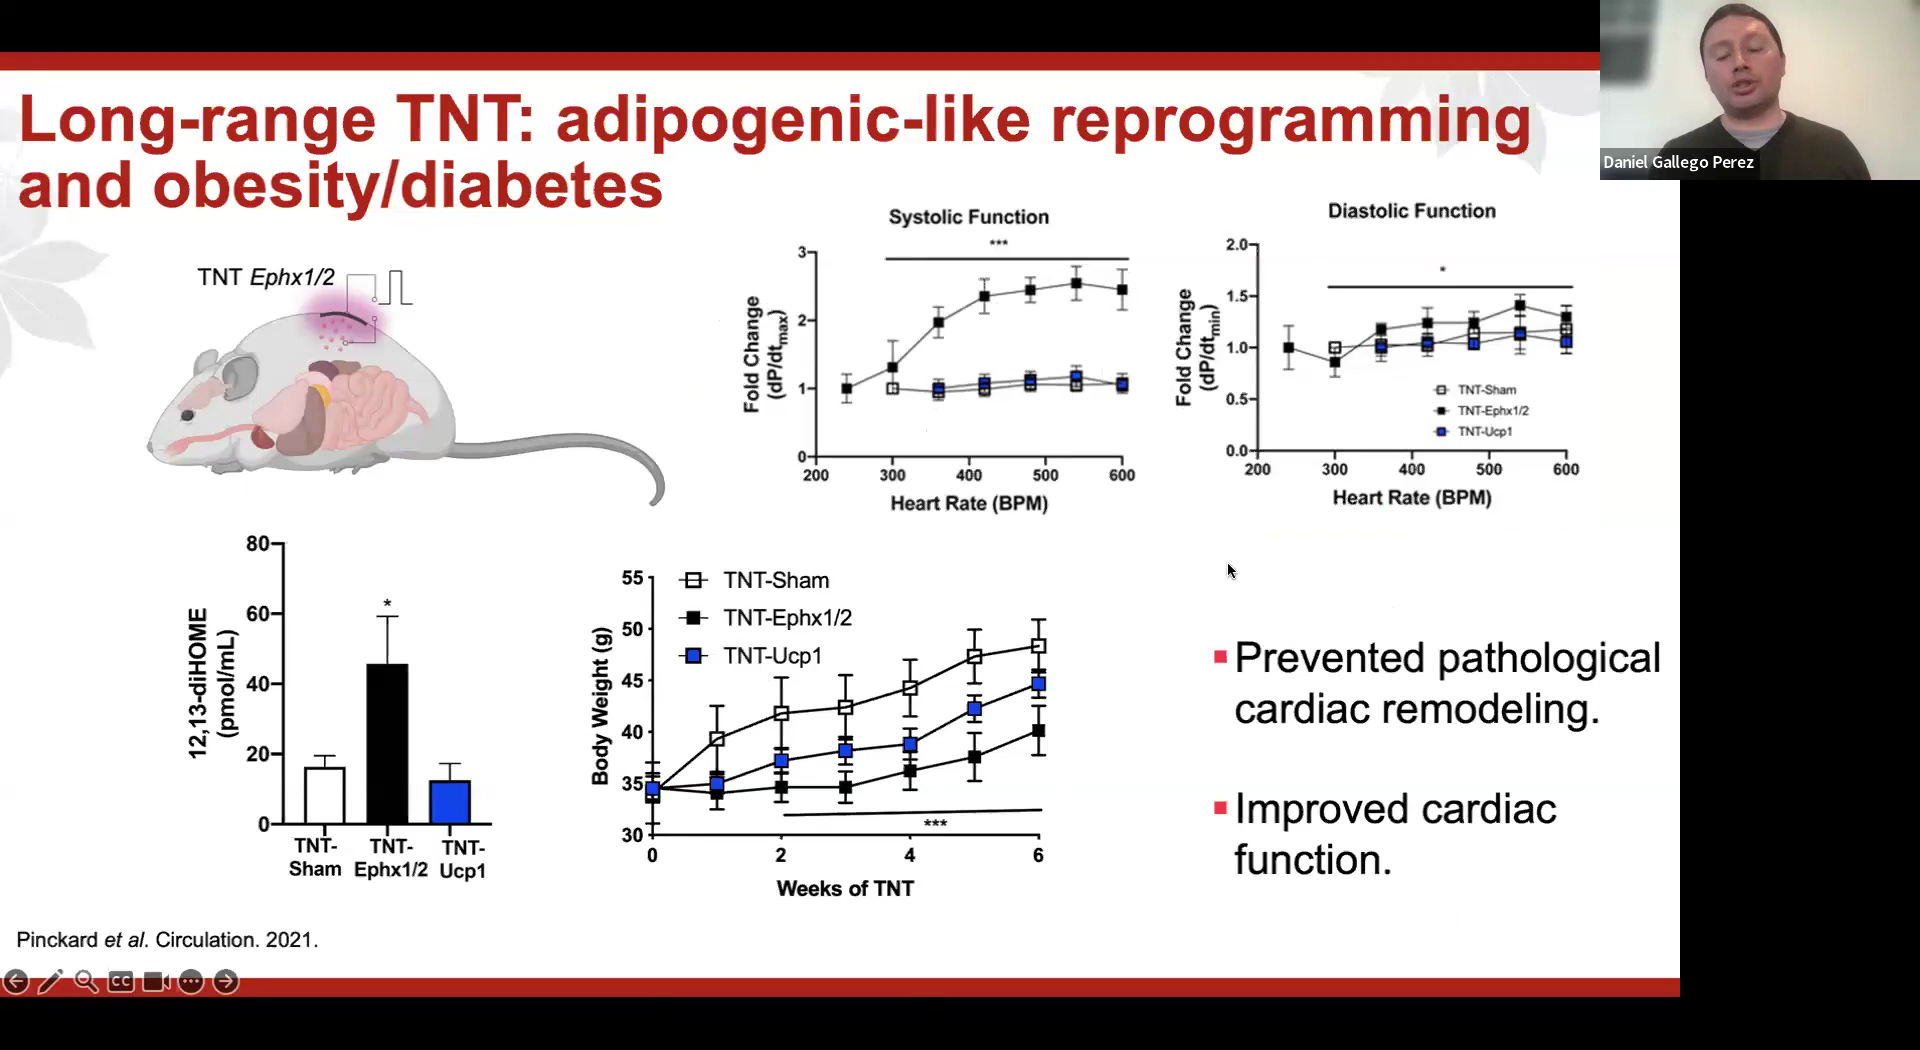 Long-range TNT: adipogenic-like reprogramming
and obesity/diabetes
Daniel Gallego Perez
TNT Ephx1/2
Systolic Function
***
3
2
1
0
Fold Change
(dP/dtmax)
200 300 400 500 600
Heart Rate (BPM)
Diastolic Function
*
2.0
1.5
1.0
0.5
0.0
Fold Change
(dP/dtmin)
TNT-Sham
TNT-Ephx1/2
TNT-Ucp1
200 300 400 500 600
Heart Rate (BPM)
80
60
40
20
0
12,13-diHOME
(pmol/mL)
*
TNT-
Sham
TNT-
Ephx1/2
TNT-
Ucp1
55
50
45
40
35
30
Body Weight (g)
TNT-Sham
TNT-Ephx1/2
TNT-Ucp1
***
0 2 4 6
Weeks of TNT
Prevented pathological
cardiac remodeling.
Improved cardiac
function.
Pinckard et al. Circulation. 2021.
CC